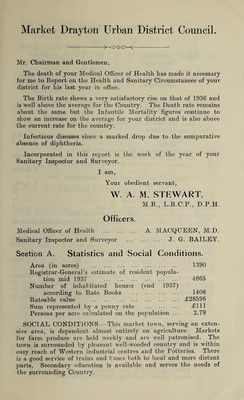 Market Drayton Urban District Council.
Mr. Chairman and Gentlemen,
The death of your Medical Officer of Health has made it necessary
for me to Report on the Health and Sanitary Circumstances of your
district for his last year in office.
The Birth rate shows a very satisfactory rise on that of 1936 and
is well above the average for the Country. The Death rate remains
about the same but the Infantile Mortality figures continue to
show an increase on the average for your district and is also above
the current rate for the country.
Infectious diseases show a marked drop due to the comparative
absence of diphtheria.
Incorporated in this report is the work of the year of your
Sanitary Inspector and Surveyor.
I am,
Your obedient servant,
W. A. M. STEWART,
M.B., L.R.C.P., D.P.H.
Officers.
Medical Officer of Health ... ... ... A. MACQUEEN, M.D.
Sanitary Inspector and Surveyor ... ... ... J. G. BAILEY.
Section A. Statistics and Social Conditions.
Area (in acres) ... ... ... ... ... 1290
Registrar-General's estimate of resident popula-
tion mid 1937 ... ... ... ... 4865
Number of inhabitated houses (end 1937)
according to Rate Books ... ... ... 1408
Rateable value ... ... ... ... £28598
Sum represented by a penny rate ... ... £111
Persons per acre calculated on the population ... 2.78
SOCIAL CONDITIONS.—This market town, serving an exten-
sive area, is dependent almost entirely on agriculture. Markets
for farm produce are held weekly and are well patronised. The
town is surrounded by pleasant well-wooded country and is within
easy reach of Western industrial centres and the Potteries. There
is a good service of trains and buses both to local and more distant
parts, Secondary education is available and serves the needs of
the surrounding Country.